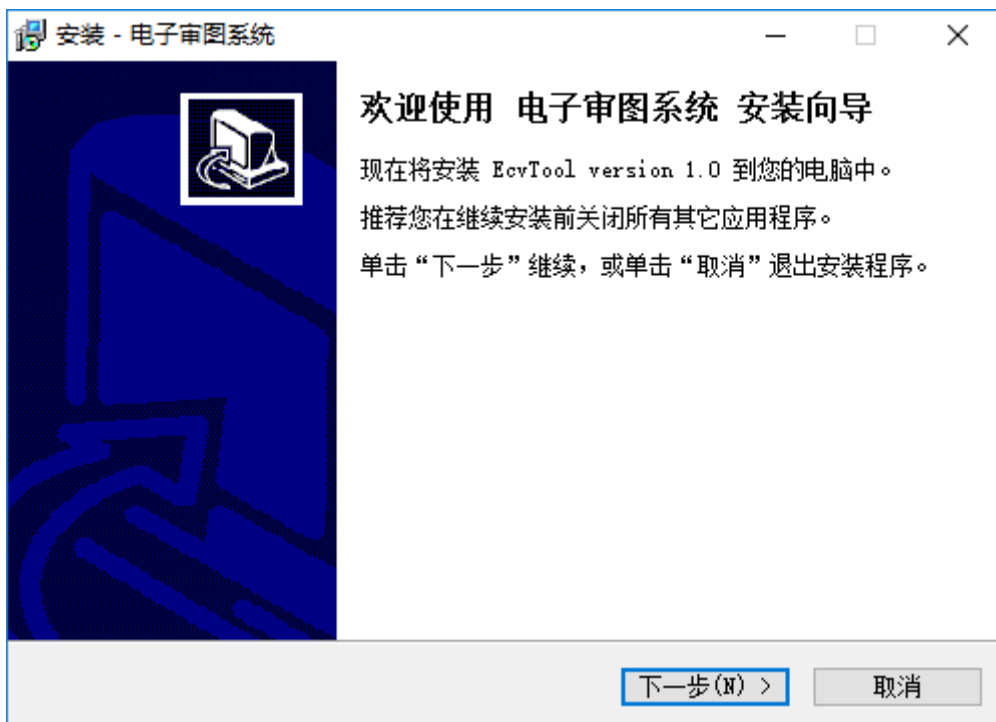 安装 - 电子审图系统
欢迎使用 电子审图系统 安装向导
现在将安装 EcvTool version 1.0 到您的电脑中。
推荐您在继续安装前关闭所有其它应用程序。
单击“下一步”继续，或单击“取消”退出安装程序。
下一步(N) >
取消